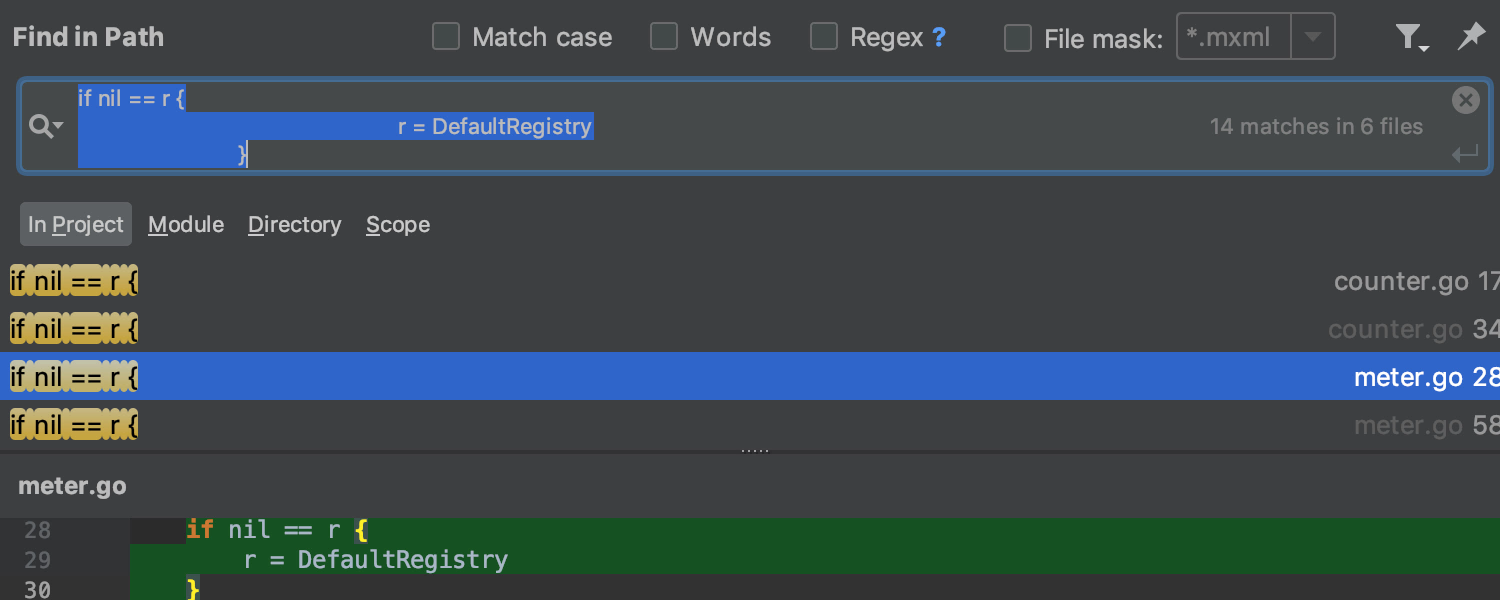 Find in Path Match case Words Regex ? File mask: *.mxml
if nil == r {
r = DefaultRegistry 14 matches in 6 files
}
In Project Module Directory Scope
if nil == r { counter.go 17
if nil == r { counter.go 34
if nil == r { meter.go 28
if nil == r { meter.go 58
meter.go
28 if nil == r {
29 r = DefaultRegistry
30 }